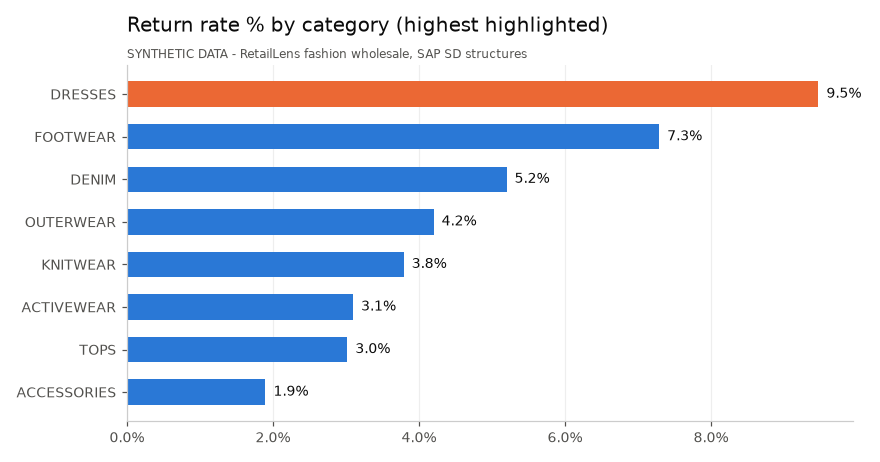 Return rate % by category (highest highlighted)
SYNTHETIC DATA - RetailLens fashion wholesale, SAP SD structures
DRESSES 9.5%
FOOTWEAR 7.3%
DENIM 5.2%
OUTERWEAR 4.2%
KNITWEAR 3.8%
ACTIVEWEAR 3.1%
TOPS 3.0%
ACCESSORIES 1.9%
0.0% 2.0% 4.0% 6.0% 8.0%